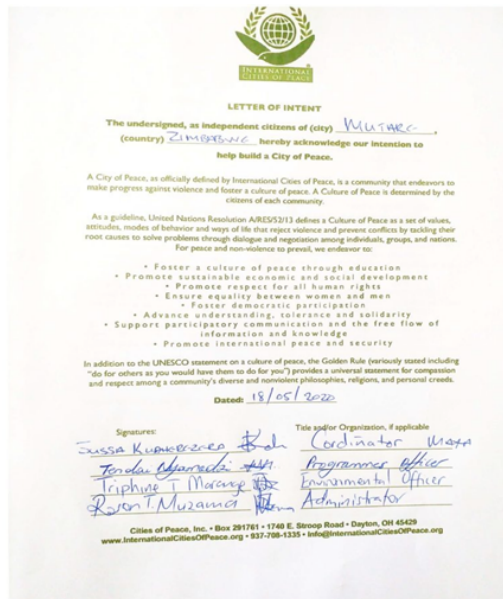 INTERNATIONAL
CITIES OF PEACE
LETTER OF INTENT
The undersigned, as independent citizens of (city) MUTARE,
(country) ZIMBABWE hereby acknowledge our intention to
help build a City of Peace.
A City of Peace, as officially defined by International Cities of Peace, is a community that endeavors to
make progress against violence and foster a culture of peace. A Culture of Peace is determined by the
citizens of each community.
As a guideline, United Nations Resolution A/RES/52/13 defines a Culture of Peace as a set of values,
attitudes, modes of behavior and ways of life that reject violence and prevent conflicts by tackling their
root causes to solve problems through dialogue and negotiation among individuals, groups, and nations.
For peace and non-violence to prevail, we endeavor to:
• Foster a culture of peace through education
• Promote sustainable economic and social development
• Promote respect for all human rights
• Ensure equality between women and men
• Foster democratic participation
• Advance understanding, tolerance and solidarity
• Support participatory communication and the free flow of
information and knowledge
• Promote international peace and security
In addition to the UNESCO statement on a culture of peace, the Golden Rule (variously stated including
"do for others as you would have them to do for you") provides a universal statement for compassion
and respect among a community's diverse and nonviolent philosophies, religions, and personal creeds.
Dated: 18/05/2020
Signatures: Title and/or Organization, if applicable
Cordinator
Tendai Nyamadzi Programmes Officer
Triphine T Marange Environmental Officer
T. Muzama Administrator
Cities of Peace, Inc. • Box 291761 • 1740 E. Stroop Road • Dayton, OH 45429
www.InternationalCitiesOfPeace.org • 937-708-1335 • Info@InternationalCitiesOfPeace.org